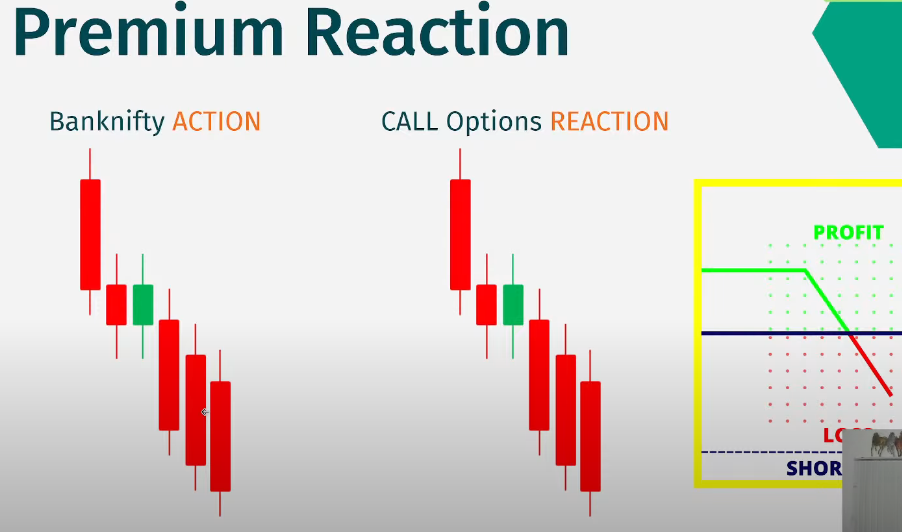 Premium Reaction
Banknifty ACTION
CALL Options REACTION
PROFIT